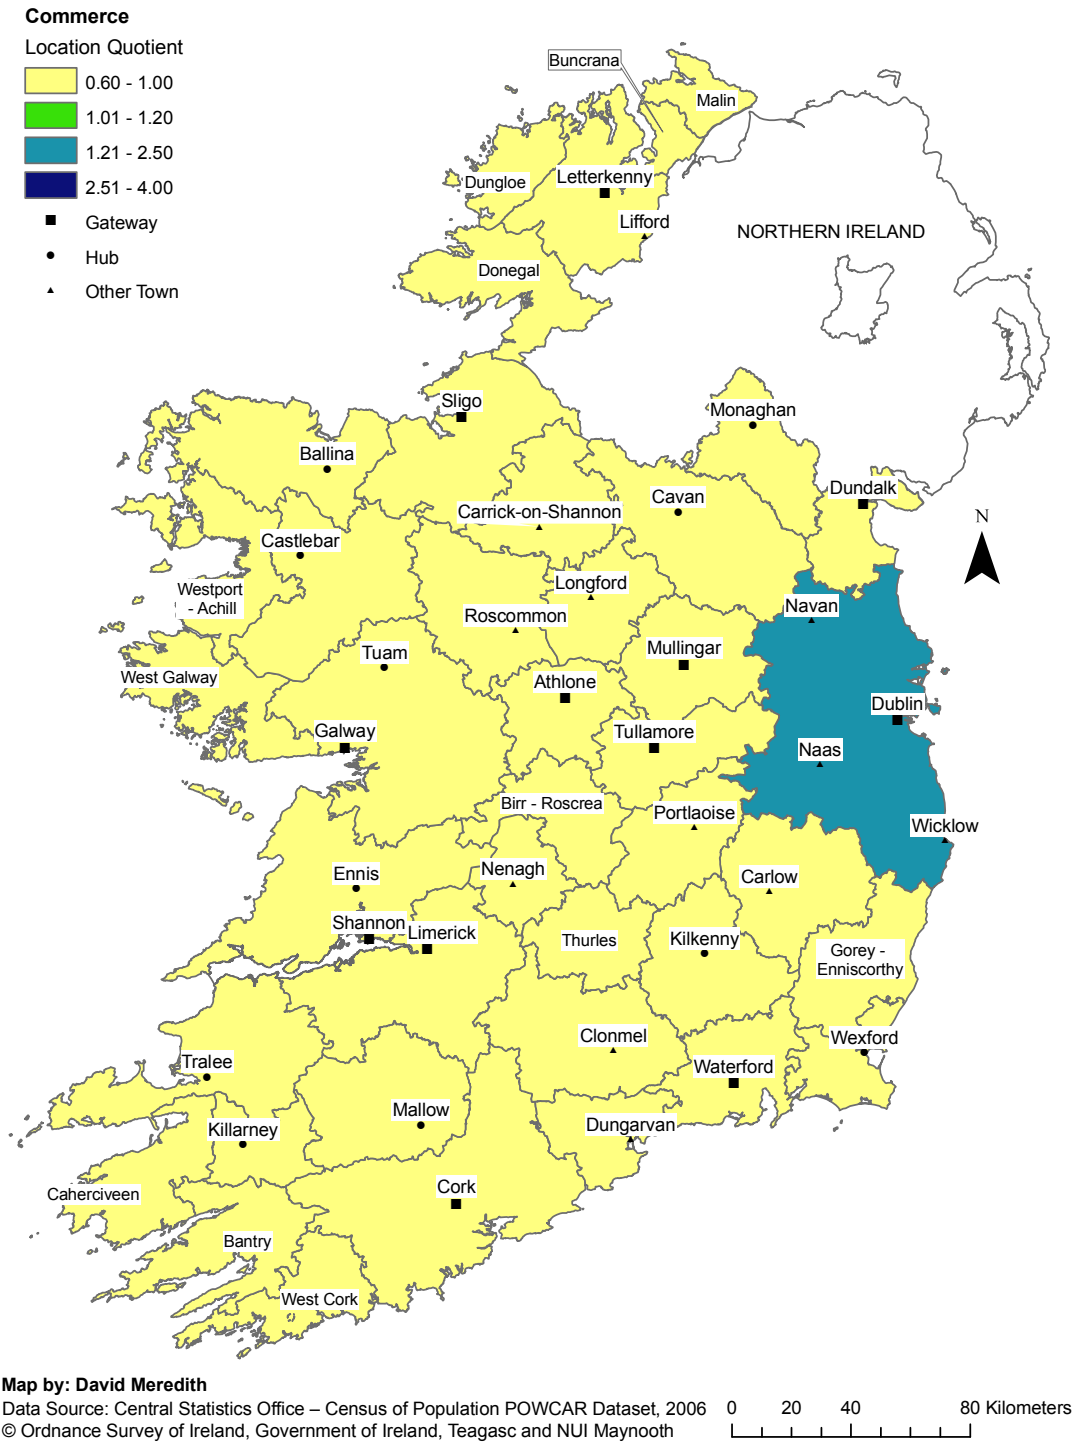 Commerce
Location Quotient
0.60 - 1.00
1.01 - 1.20
1.21 - 2.50
2.51 - 4.00
Gateway
Hub
Other Town
Buncrana
Malin
Dungloe
Letterkenny
Lifford
NORTHERN IRELAND
Donegal
Sligo
Monaghan
Ballina
Dundalk
Cavan
Carrick-on-Shannon
N
Castlebar
Longford
Westport
- Achill
Navan
Roscommon
Tuam
Mullingar
West Galway
Athlone
Dublin
Galway
Tullamore
Naas
Birr - Roscrea
Portlaoise
Wicklow
Ennis
Nenagh
Carlow
Shannon
Limerick
Thurles
Kilkenny
Gorey -
Enniscorthy
Clonmel
Wexford
Tralee
Waterford
Mallow
Killarney
Dungarvan
Caherciveen
Cork
Bantry
West Cork
Map by: David Meredith
Data Source: Central Statistics Office – Census of Population POWCAR Dataset, 2006
© Ordnance Survey of Ireland, Government of Ireland, Teagasc and NUI Maynooth
0 20 40 80 Kilometers